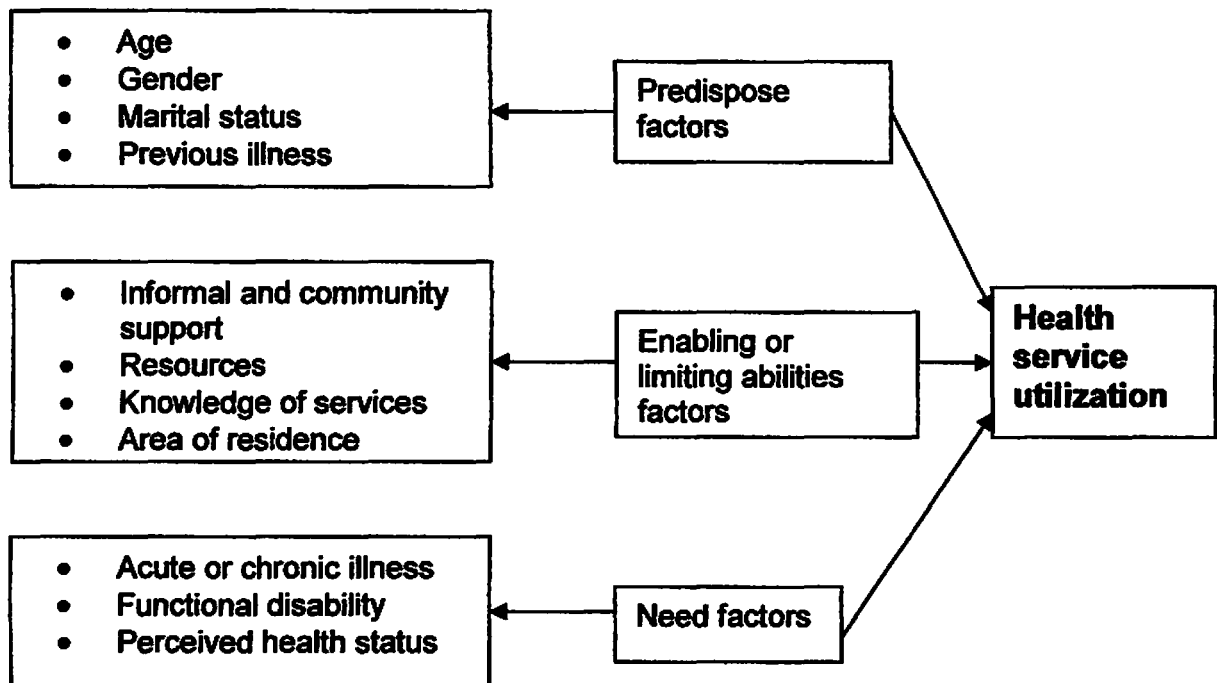 • Age
• Gender
• Marital status
• Previous illness
Predispose
factors
• Informal and community
support
• Resources
• Knowledge of services
• Area of residence
Enabling or
limiting abilities
factors
Health
service
utilization
• Acute or chronic illness
• Functional disability
• Perceived health status
Need factors